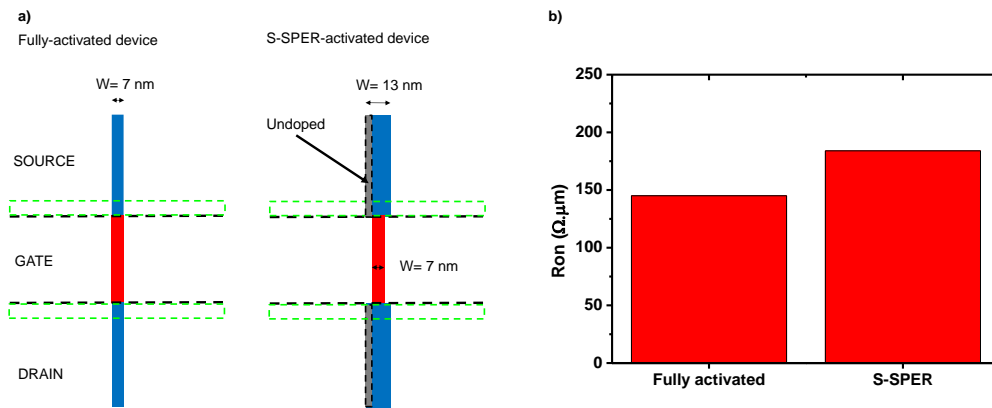 a)
Fully-activated device
S-SPER-activated device
W= 7 nm
W= 13 nm
Undoped
SOURCE
GATE
W= 7 nm
DRAIN
b)
250
200
150
100
50
0
Ron (Ω.μm)
Fully activated
S-SPER